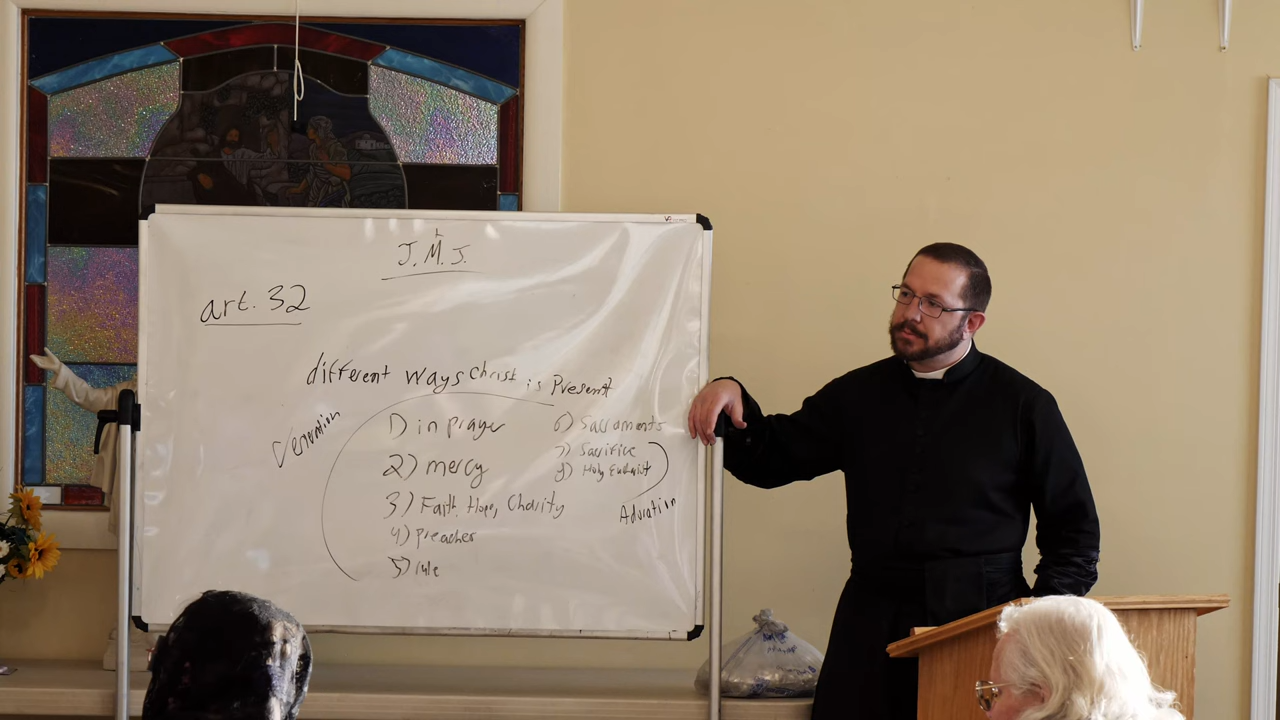 J.M.J.
art. 32
different ways Christ is Present
Veneration
1) in prayer
2) mercy
3) Faith, Hope, Charity
4) preacher
5) rule
6) Sacraments
7) Sacrifice
8) Holy Eucharist
Adoration